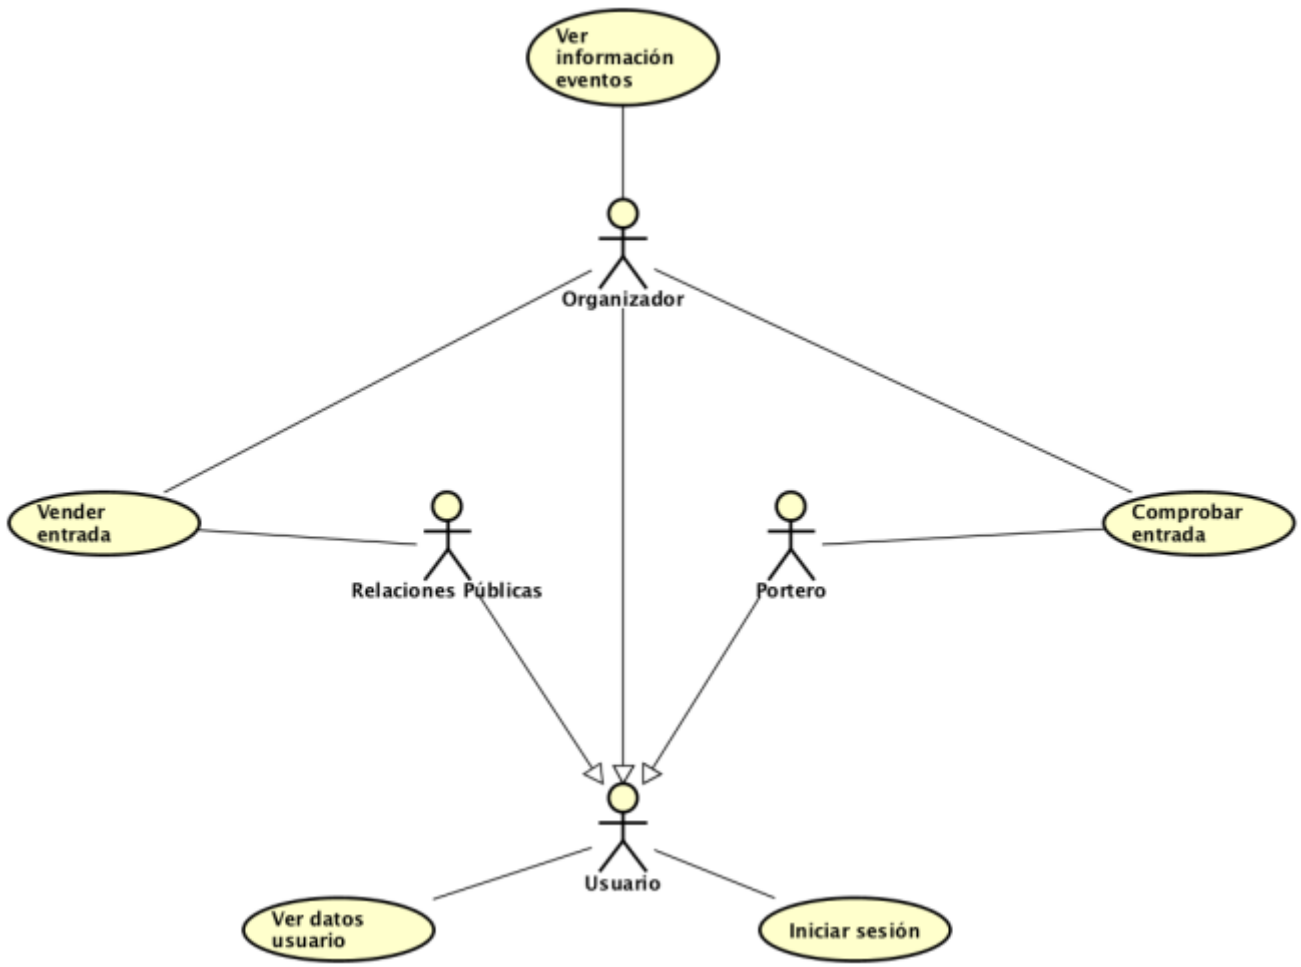 Ver
información
eventos
Organizador
Vender
entrada
Relaciones Públicas
Portero
Comprobar
entrada
Usuario
Ver datos
usuario
Iniciar sesión